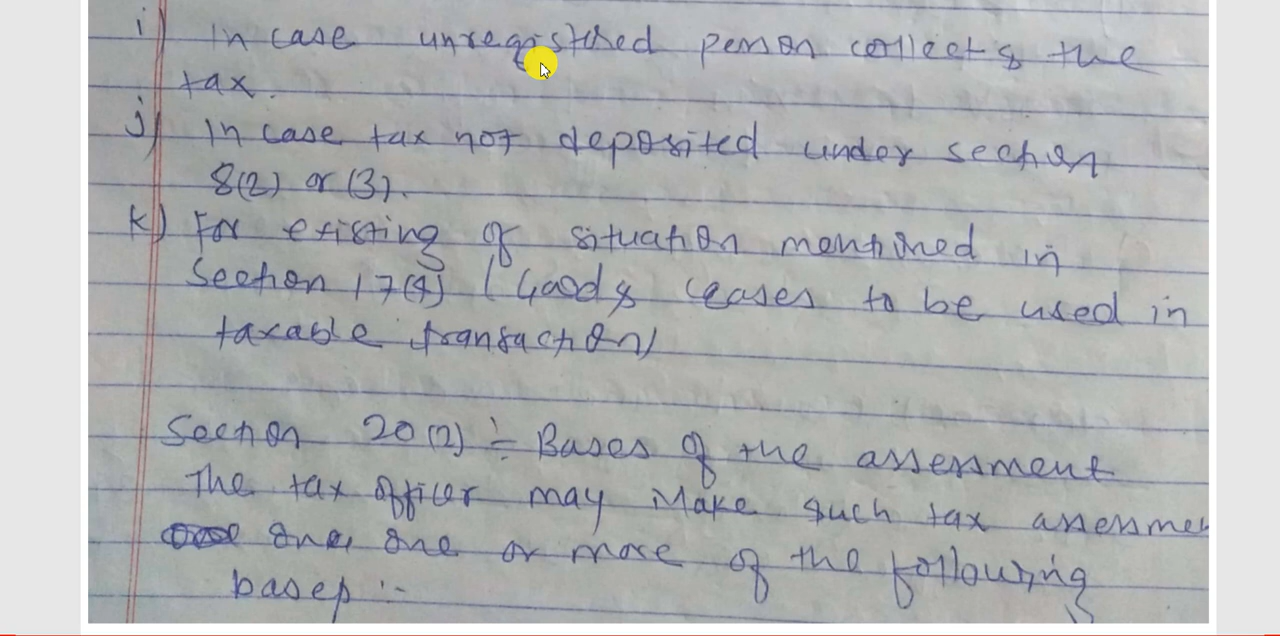 i) In case unregistered person collects the
tax.
j) In case tax not deposited under section
8(2) or (3).
k) For existing of situation mentioned in
Section 17(4) (Goods ceases to be used in
taxable transaction)
Section 20(2) :- Bases of the assessment
The tax officer may Make such tax assessme
one one or more of the following
bases :-